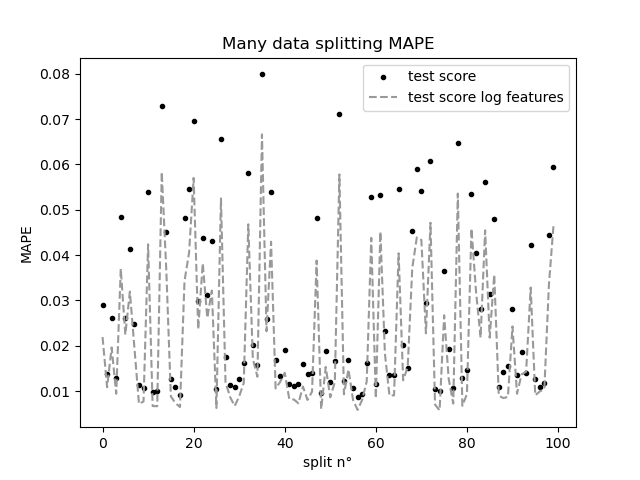 Many data splitting MAPE
test score
test score log features
0.08
0.07
0.06
0.05
0.04
0.03
0.02
0.01
MAPE
0 20 40 60 80 100
split n°